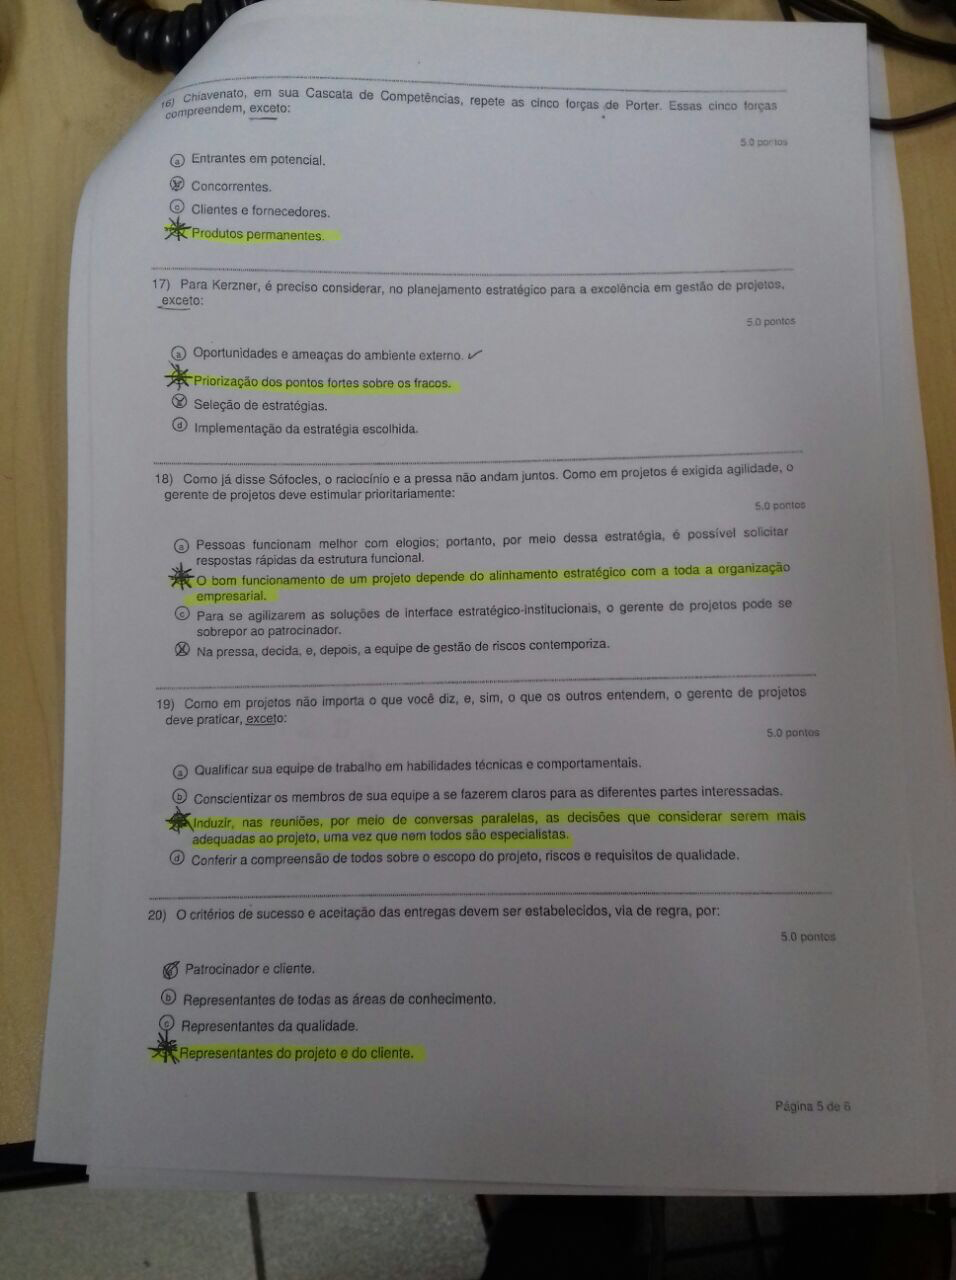 16) Chiavenato, em sua Cascata de Competências, repete as cinco forças de Porter. Essas cinco forças
compreendem, exceto:
5.0 pontos
a Entrantes em potencial.
Concorrentes.
c Clientes e fornecedores.
Produtos permanentes.
17) Para Kerzner, é preciso considerar, no planejamento estratégico para a excelência em gestão de projetos,
exceto:
5.0 pontos
a Oportunidades e ameaças do ambiente externo.
Priorização dos pontos fortes sobre os fracos.
Seleção de estratégias.
d Implementação da estratégia escolhida.
18) Como já disse Sófocles, o raciocínio e a pressa não andam juntos. Como em projetos é exigida agilidade, o
gerente de projetos deve estimular prioritariamente:
5.0 pontos
a Pessoas funcionam melhor com elogios; portanto, por meio dessa estratégia, é possível solicitar
respostas rápidas da estrutura funcional.
O bom funcionamento de um projeto depende do alinhamento estratégico com a toda a organização
empresarial.
c Para se agilizarem as soluções de interface estratégico-institucionais, o gerente de projetos pode se
sobrepor ao patrocinador.
Na pressa, decida, e, depois, a equipe de gestão de riscos contemporiza.
19) Como em projetos não importa o que você diz, e, sim, o que os outros entendem, o gerente de projetos
deve praticar, exceto:
5.0 pontos
a Qualificar sua equipe de trabalho em habilidades técnicas e comportamentais.
b Conscientizar os membros de sua equipe a se fazerem claros para as diferentes partes interessadas.
Induzir, nas reuniões, por meio de conversas paralelas, as decisões que considerar serem mais
adequadas ao projeto, uma vez que nem todos são especialistas.
d Conferir a compreensão de todos sobre o escopo do projeto, riscos e requisitos de qualidade.
20) O critérios de sucesso e aceitação das entregas devem ser estabelecidos, via de regra, por:
5.0 pontos
Patrocinador e cliente.
b Representantes de todas as áreas de conhecimento.
c Representantes da qualidade.
Representantes do projeto e do cliente.
Página 5 de 6